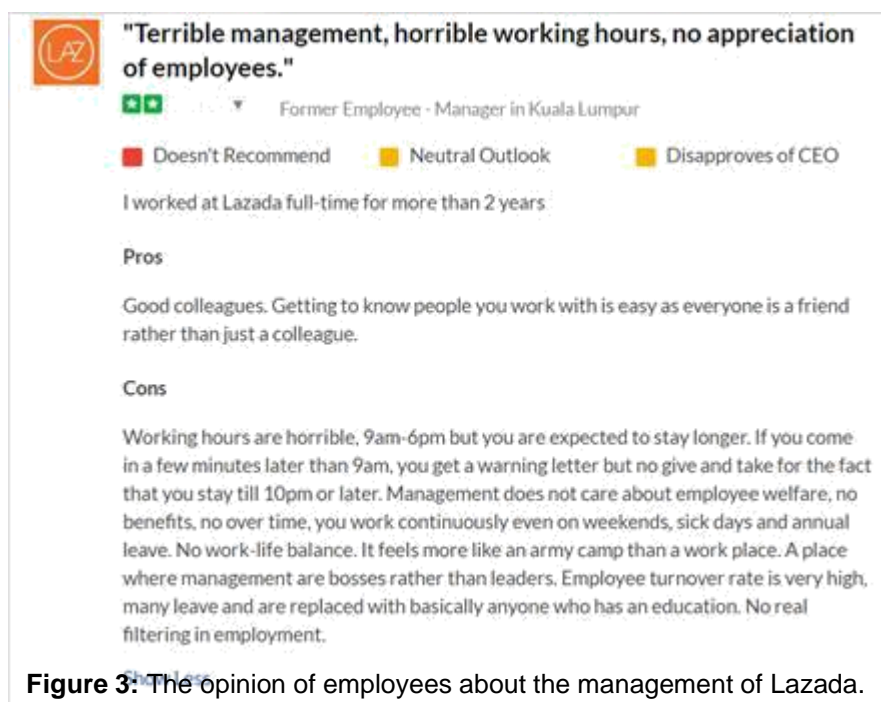 LAZ
"Terrible management, horrible working hours, no appreciation
of employees."
Former Employee - Manager in Kuala Lumpur
Doesn't Recommend Neutral Outlook Disapproves of CEO
I worked at Lazada full-time for more than 2 years
Pros
Good colleagues. Getting to know people you work with is easy as everyone is a friend
rather than just a colleague.
Cons
Working hours are horrible, 9am-6pm but you are expected to stay longer. If you come
in a few minutes later than 9am, you get a warning letter but no give and take for the fact
that you stay till 10pm or later. Management does not care about employee welfare, no
benefits, no over time, you work continuously even on weekends, sick days and annual
leave. No work-life balance. It feels more like an army camp than a work place. A place
where management are bosses rather than leaders. Employee turnover rate is very high,
many leave and are replaced with basically anyone who has an education. No real
filtering in employment.
Show Less
Figure 3: The opinion of employees about the management of Lazada.